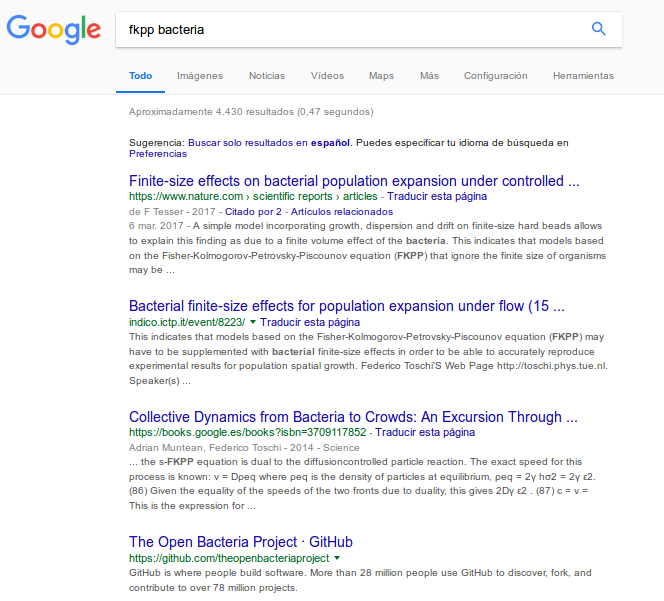 Google
fkpp bacteria
Todo Imágenes Noticias Vídeos Maps Más Configuración Herramientas
Aproximadamente 4.430 resultados (0,47 segundos)
Sugerencia: Buscar solo resultados en español. Puedes especificar tu idioma de búsqueda en
Preferencias
Finite-size effects on bacterial population expansion under controlled ...
https://www.nature.com › scientific reports › articles - Traducir esta página
de F Tesser - 2017 - Citado por 2 - Artículos relacionados
6 mar. 2017 - A simple model incorporating growth, dispersion and drift on finite-size hard beads allows
to explain this finding as due to a finite volume effect of the bacteria. This indicates that models based
on the Fisher-Kolmogorov-Petrovsky-Piscounov equation (FKPP) that ignore the finite size of organisms
may be ...
Bacterial finite-size effects for population expansion under flow (15 ...
indico.ictp.it/event/8223/ ▼ Traducir esta página
This indicates that models based on the Fisher-Kolmogorov-Petrovsky-Piscounov equation (FKPP) may
have to be supplemented with bacterial finite-size effects in order to be able to accurately reproduce
experimental results for population spatial growth. Federico Toschi'S Web Page http://toschi.phys.tue.nl.
Speaker(s) ...
Collective Dynamics from Bacteria to Crowds: An Excursion Through ...
https://books.google.es/books?isbn=3709117852 - Traducir esta página
Adrian Muntean, Federico Toschi - 2014 - Science
... the s-FKPP equation is dual to the diffusioncontrolled particle reaction. The exact speed for this
process is known: v = Dρeq where ρeq is the density of particles at equilibrium, ρeq = 2γ hσ2 = 2γ ε2.
(86) Given the equality of the speeds of the two fronts due to duality, this gives 2Dγ ε2 . (87) c = v =
This is the expression for ...
The Open Bacteria Project · GitHub
https://github.com/theopenbacteriaproject ▼
GitHub is where people build software. More than 28 million people use GitHub to discover, fork, and
contribute to over 78 million projects.